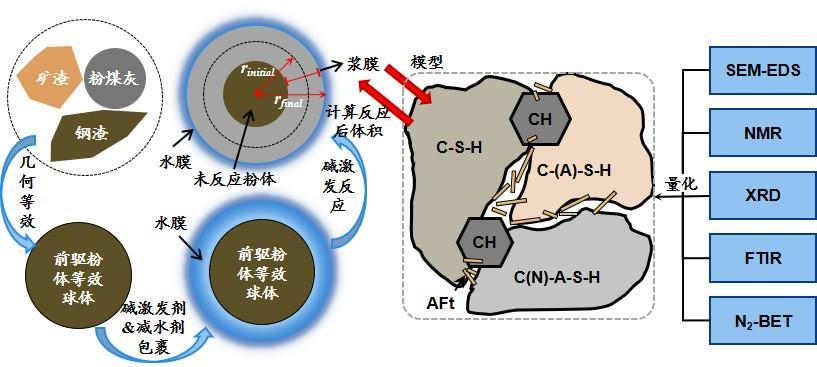 矿渣
粉煤灰
钢渣
几何等效
前驱粉
体等效
球体
碱激发剂
&减水剂
包裹
水膜
前驱粉
体等效
球体
碱激发反应
水膜
未反应粉体
r initial
r final
浆膜
计算反应
后体积
模型
C-S-H
CH
C-(A)-S-H
CH
C(N)-A-S-H
AFt
量化
SEM-EDS
NMR
XRD
FTIR
N₂-BET